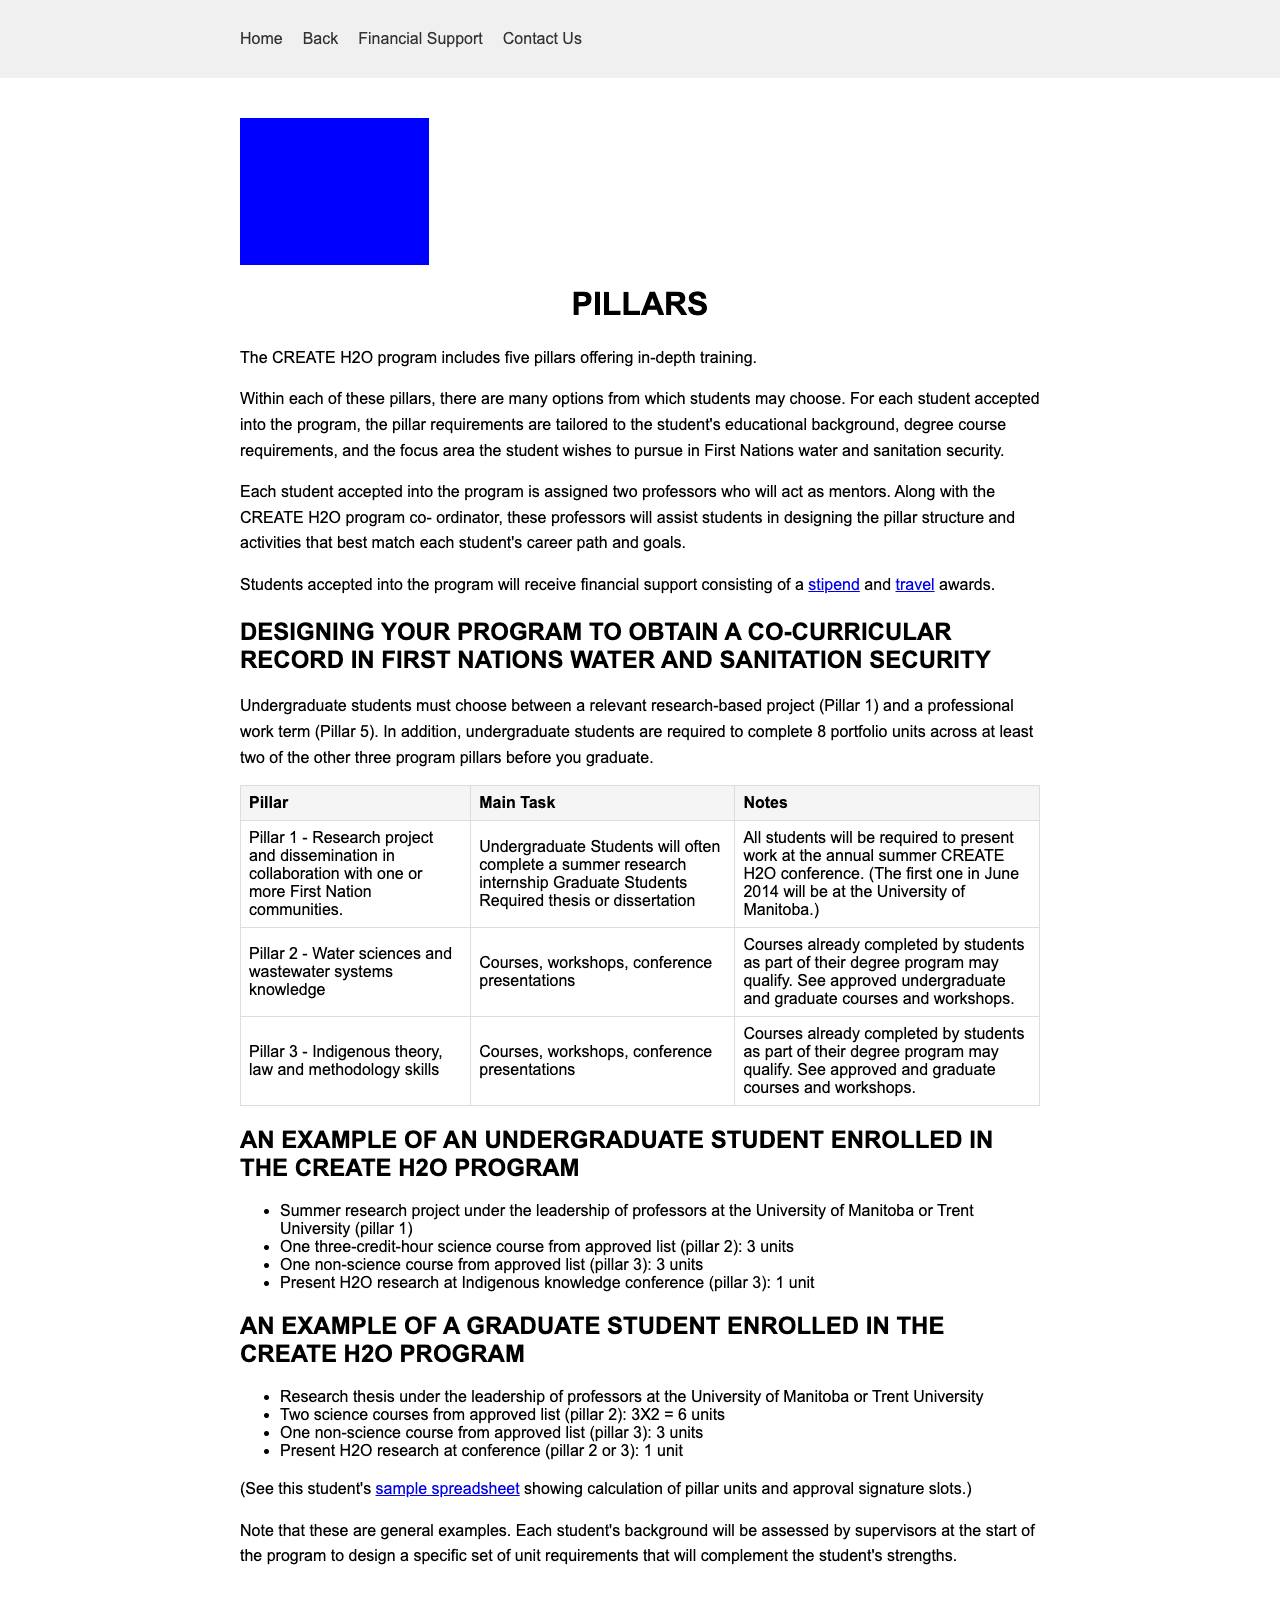 Home Back Financial Support Contact Us
PILLARS
The CREATE H2O program includes five pillars offering in-depth training.
Within each of these pillars, there are many options from which students may choose. For each student accepted
into the program, the pillar requirements are tailored to the student's educational background, degree course
requirements, and the focus area the student wishes to pursue in First Nations water and sanitation security.
Each student accepted into the program is assigned two professors who will act as mentors. Along with the
CREATE H2O program co- ordinator, these professors will assist students in designing the pillar structure and
activities that best match each student's career path and goals.
Students accepted into the program will receive financial support consisting of a stipend and travel awards.
DESIGNING YOUR PROGRAM TO OBTAIN A CO-CURRICULAR
RECORD IN FIRST NATIONS WATER AND SANITATION SECURITY
Undergraduate students must choose between a relevant research-based project (Pillar 1) and a professional
work term (Pillar 5). In addition, undergraduate students are required to complete 8 portfolio units across at least
two of the other three program pillars before you graduate.
Pillar Main Task Notes
Pillar 1 - Research project
and dissemination in
collaboration with one or
more First Nation
communities.
Undergraduate Students will often
complete a summer research
internship Graduate Students
Required thesis or dissertation
All students will be required to present
work at the annual summer CREATE
H2O conference. (The first one in June
2014 will be at the University of
Manitoba.)
Pillar 2 - Water sciences and
wastewater systems
knowledge
Courses, workshops, conference
presentations
Courses already completed by students
as part of their degree program may
qualify. See approved undergraduate
and graduate courses and workshops.
Pillar 3 - Indigenous theory,
law and methodology skills
Courses, workshops, conference
presentations
Courses already completed by students
as part of their degree program may
qualify. See approved and graduate
courses and workshops.
AN EXAMPLE OF AN UNDERGRADUATE STUDENT ENROLLED IN
THE CREATE H2O PROGRAM
• Summer research project under the leadership of professors at the University of Manitoba or Trent
University (pillar 1)
• One three-credit-hour science course from approved list (pillar 2): 3 units
• One non-science course from approved list (pillar 3): 3 units
• Present H2O research at Indigenous knowledge conference (pillar 3): 1 unit
AN EXAMPLE OF A GRADUATE STUDENT ENROLLED IN THE
CREATE H2O PROGRAM
• Research thesis under the leadership of professors at the University of Manitoba or Trent University
• Two science courses from approved list (pillar 2): 3X2 = 6 units
• One non-science course from approved list (pillar 3): 3 units
• Present H2O research at conference (pillar 2 or 3): 1 unit
(See this student's sample spreadsheet showing calculation of pillar units and approval signature slots.)
Note that these are general examples. Each student's background will be assessed by supervisors at the start of
the program to design a specific set of unit requirements that will complement the student's strengths.